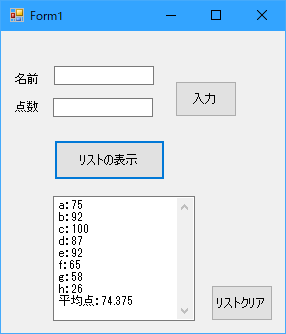 Form1
名前
点数
入力
リストの表示
a:75
b:92
c:100
d:87
e:92
f:65
g:58
h:26
平均点:74.375
リストクリア